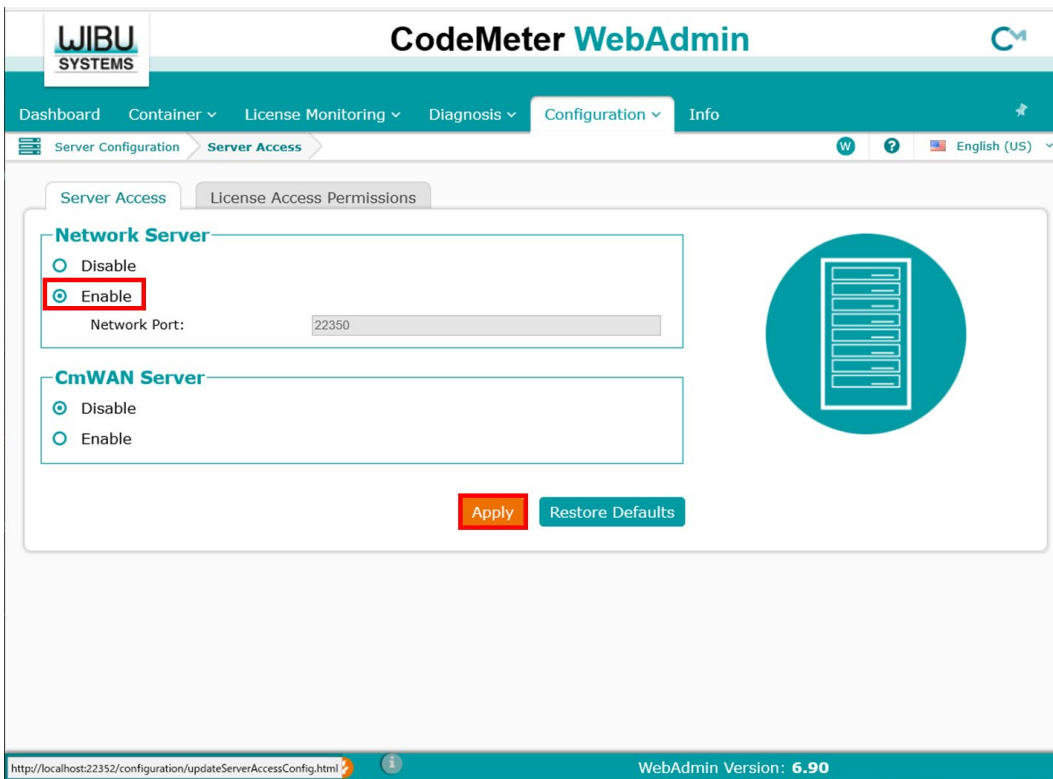 WIBU
SYSTEMS
CodeMeter WebAdmin
Dashboard Container License Monitoring Diagnosis Configuration Info
Server Configuration Server Access W ? English (US)
Server Access License Access Permissions
Network Server
Disable
Enable
Network Port: 22350
CmWAN Server
Disable
Enable
Apply Restore Defaults
http://localhost:22352/configuration/updateServerAccessConfig.html i WebAdmin Version: 6.90